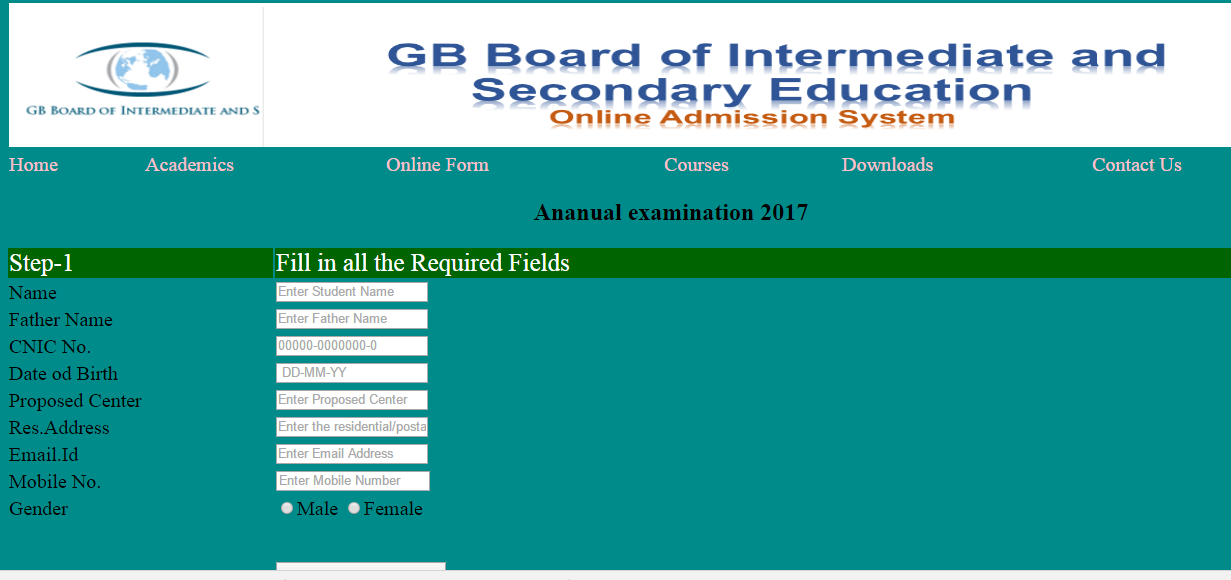 GB Board of Intermediate and
Secondary Education
Online Admission System
GB BOARD OF INTERMEDIATE AND S
Home Academics Online Form Courses Downloads Contact Us
Ananual examination 2017
Step-1 Fill in all the Required Fields
Name Enter Student Name
Father Name Enter Father Name
CNIC No. 00000-0000000-0
Date od Birth DD-MM-YY
Proposed Center Enter Proposed Center
Res.Address Enter the residential/posta
Email.Id Enter Email Address
Mobile No. Enter Mobile Number
Gender Male Female